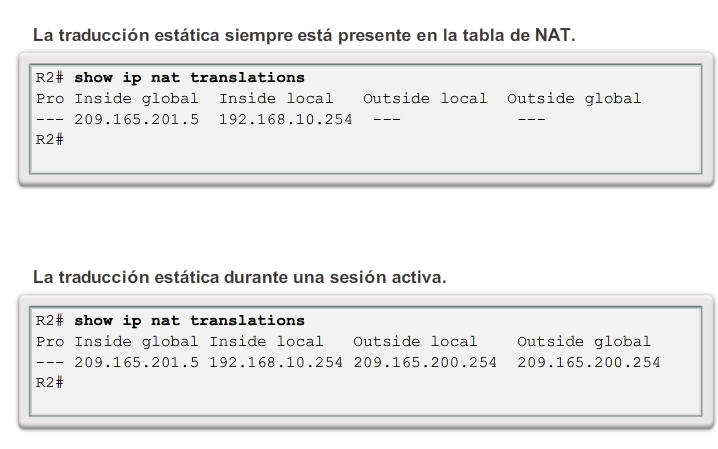 La traducción estática siempre está presente en la tabla de NAT.
R2# show ip nat translations
Pro Inside global  Inside local   Outside local  Outside global
--- 209.165.201.5  192.168.10.254  ---            ---
R2#
La traducción estática durante una sesión activa.
R2# show ip nat translations
Pro Inside global Inside local   Outside local    Outside global
--- 209.165.201.5 192.168.10.254 209.165.200.254  209.165.200.254
R2#